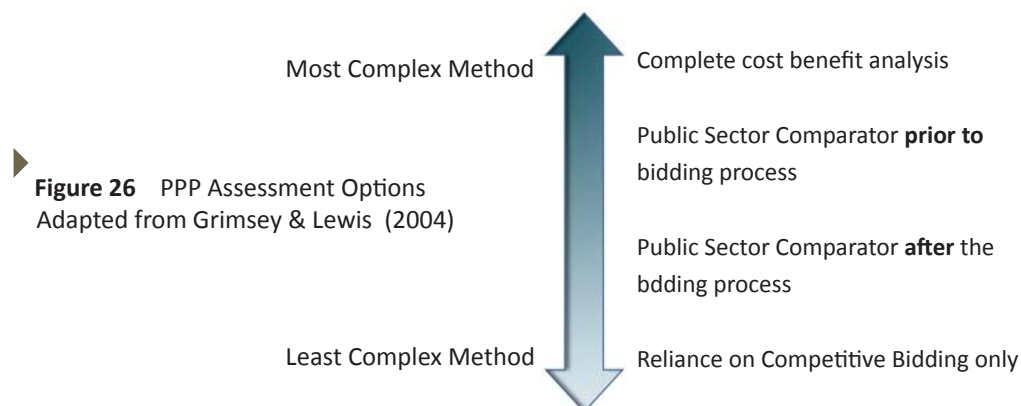 Most Complex Method
Complete cost benefit analysis
Public Sector Comparator prior to
bidding process
Figure 26 PPP Assessment Options
Adapted from Grimsey & Lewis (2004)
Public Sector Comparator after the
bdding process
Least Complex Method
Reliance on Competitive Bidding only